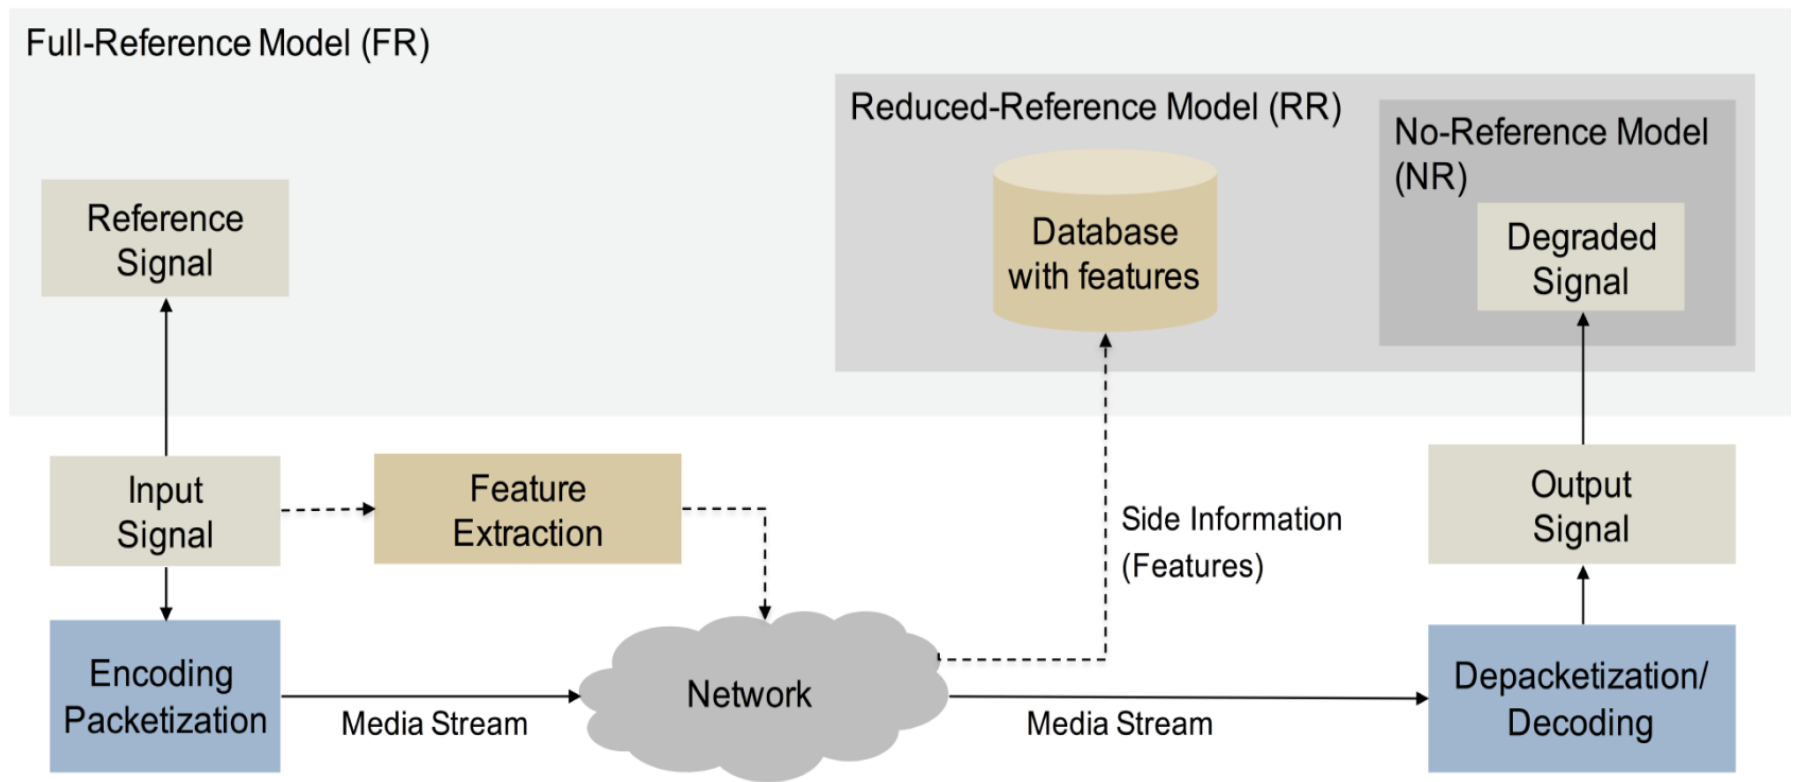 Full-Reference Model (FR)
Reduced-Reference Model (RR)
No-Reference Model
(NR)
Reference
Signal
Database
with features
Degraded
Signal
Input
Signal
Feature
Extraction
Side Information
(Features)
Output
Signal
Encoding
Packetization
Media Stream
Network
Media Stream
Depacketization/
Decoding